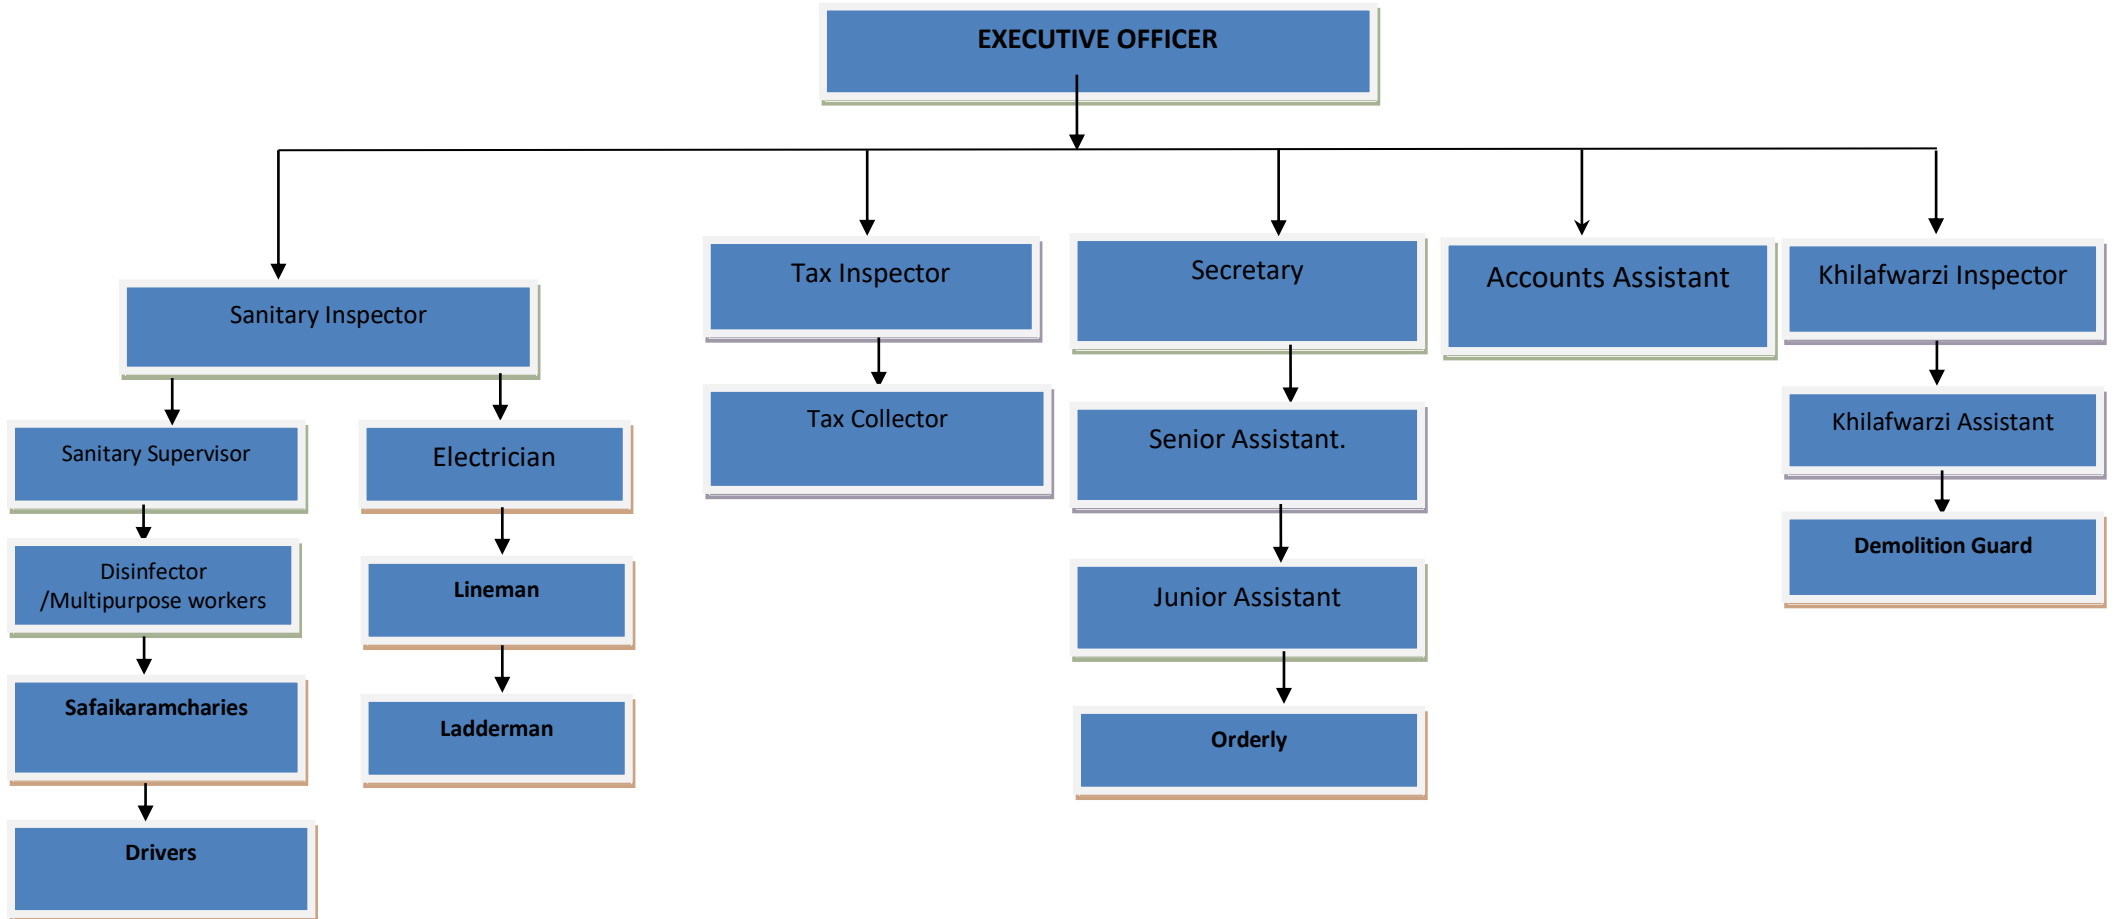 EXECUTIVE OFFICER
Sanitary Inspector
Tax Inspector
Secretary
Accounts Assistant
Khilafwarzi Inspector
Sanitary Supervisor
Electrician
Tax Collector
Senior Assistant.
Khilafwarzi Assistant
Disinfector
/Multipurpose workers
Lineman
Junior Assistant
Demolition Guard
Safaikaramcharies
Ladderman
Orderly
Drivers